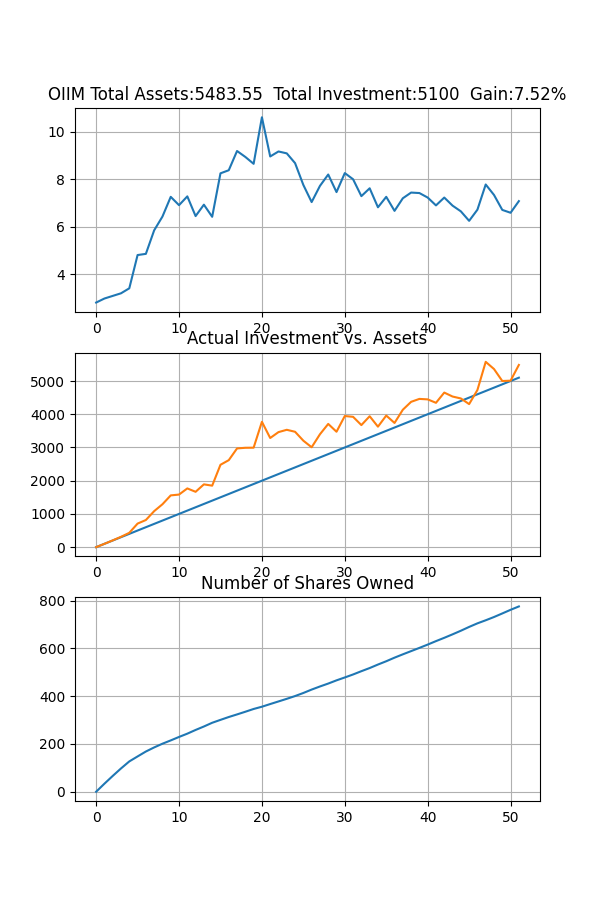 OIIM Total Assets:5483.55  Total Investment:5100  Gain:7.52%
10
8
6
4
0 10 20 30 40 50
Actual Investment vs. Assets
5000
4000
3000
2000
1000
0
0 10 20 30 40 50
Number of Shares Owned
800
600
400
200
0
0 10 20 30 40 50